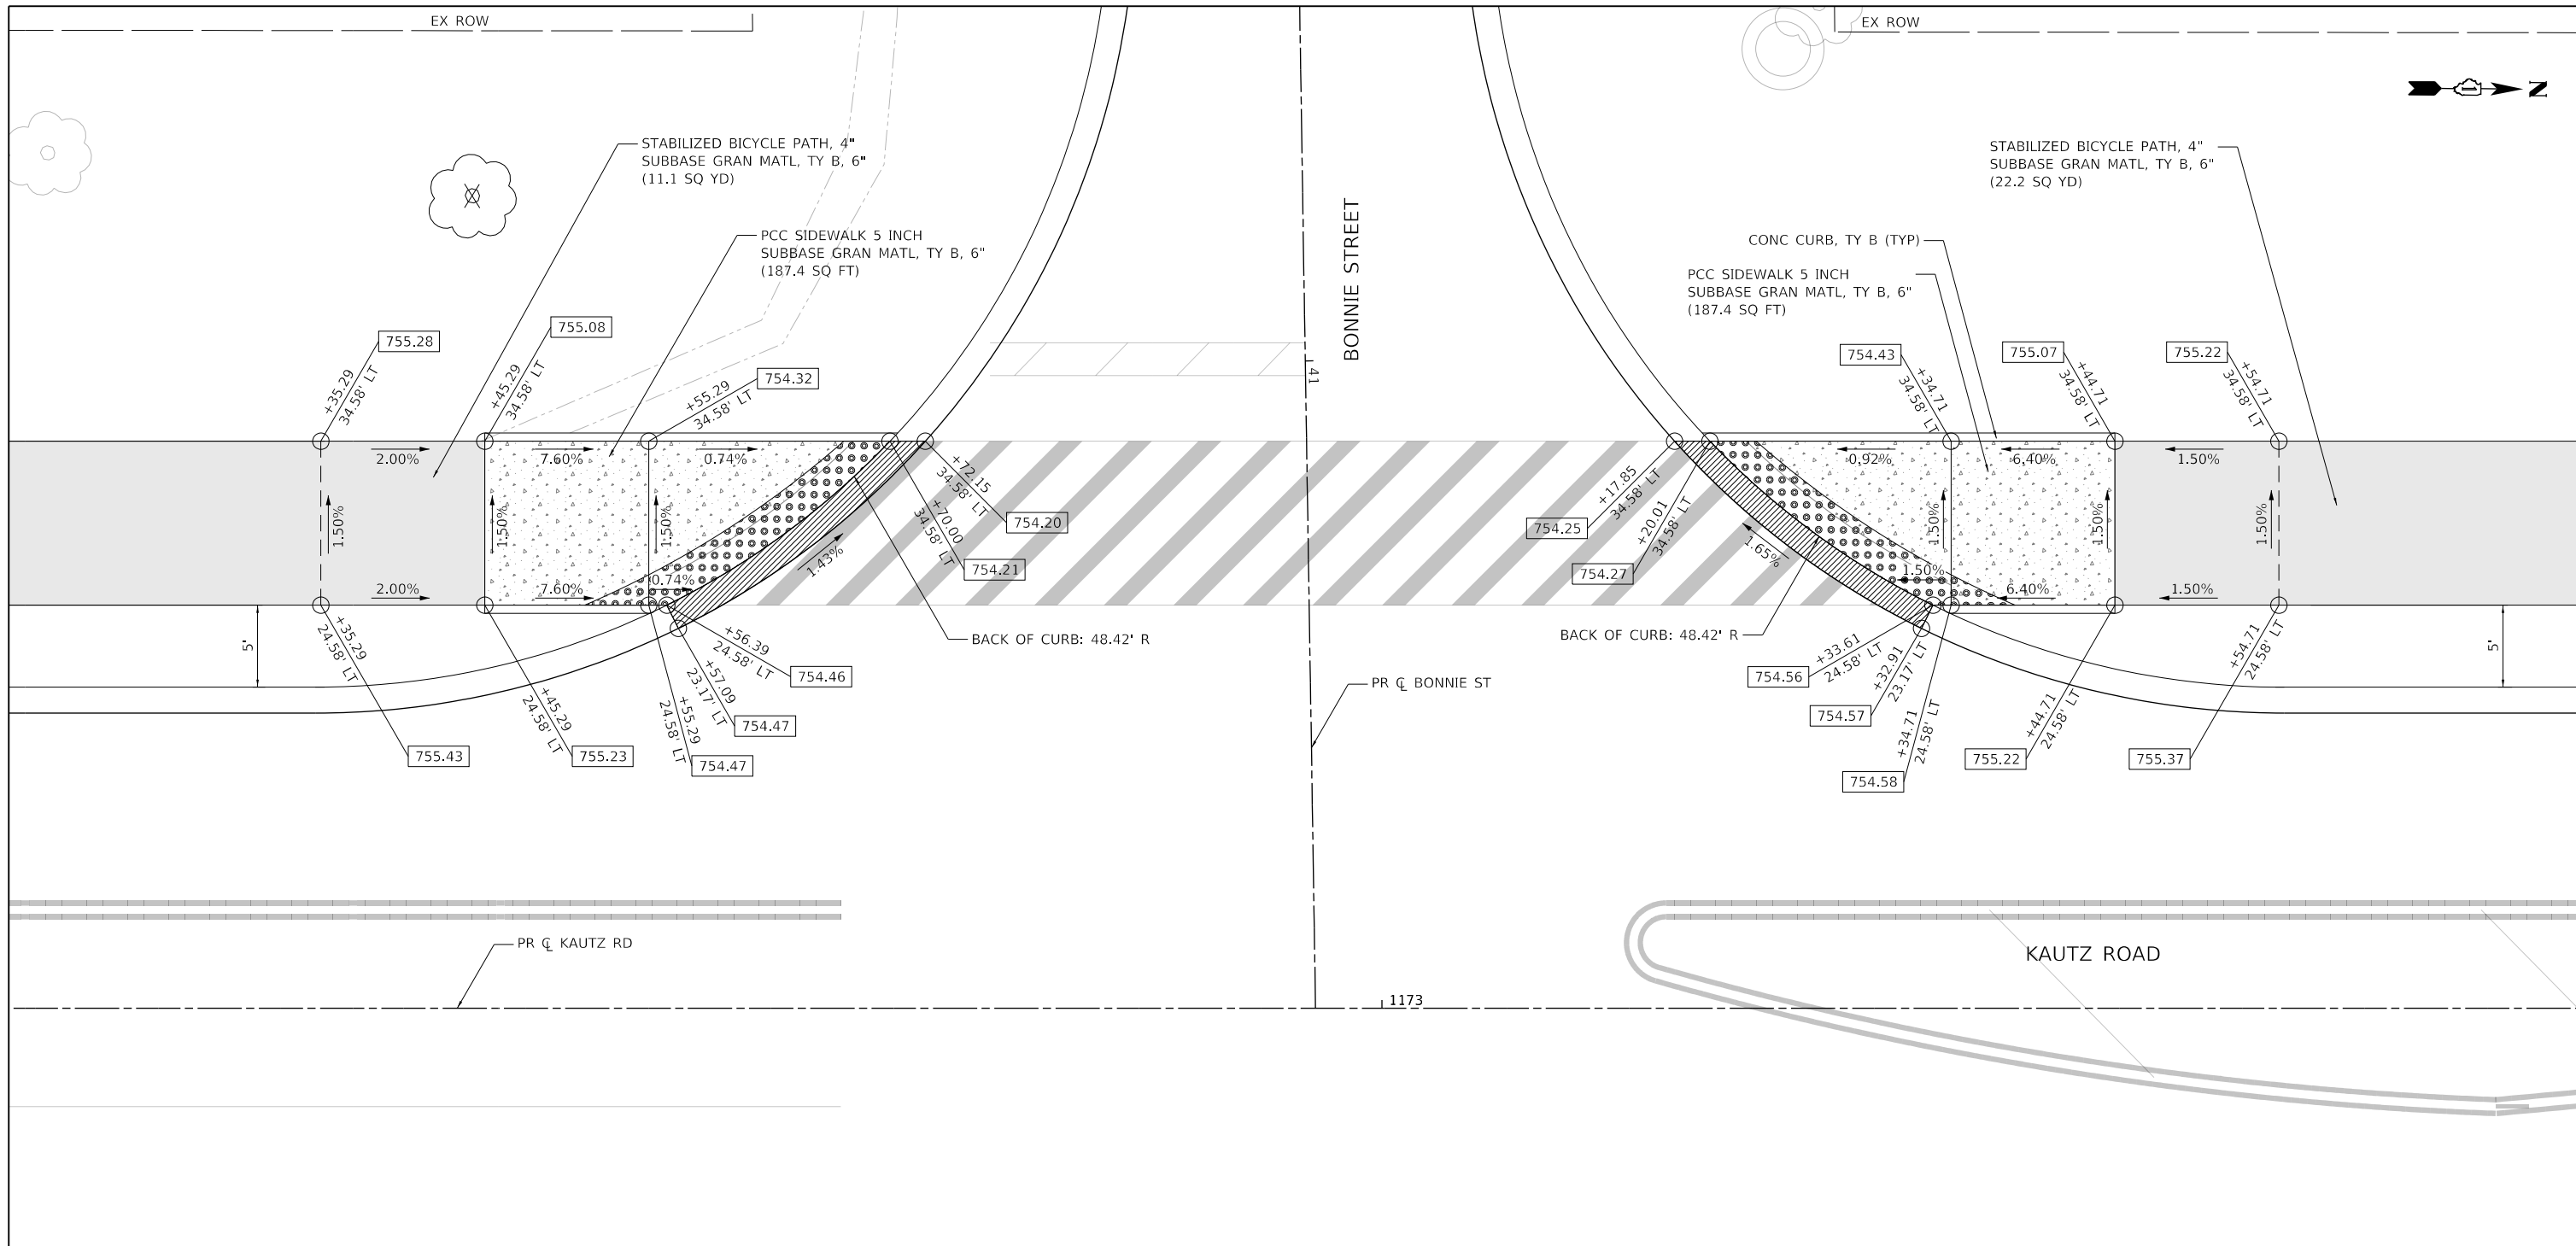 EX ROW
EX ROW
N
STABILIZED BICYCLE PATH, 4"
SUBBASE GRAN MATL, TY B, 6"
(11.1 SQ YD)
STABILIZED BICYCLE PATH, 4"
SUBBASE GRAN MATL, TY B, 6"
(22.2 SQ YD)
PCC SIDEWALK 5 INCH
SUBBASE GRAN MATL, TY B, 6"
(187.4 SQ FT)
BONNIE STREET
CONC CURB, TY B (TYP)
PCC SIDEWALK 5 INCH
SUBBASE GRAN MATL, TY B, 6"
(187.4 SQ FT)
755.28
+35.29
34.58' LT
755.08
+45.29
34.58' LT
754.32
+55.29
34.58' LT
41
754.43
+34.71
34.58' LT
755.07
+44.71
34.58' LT
755.22
+54.71
34.58' LT
2.00%
7.60%
0.74%
0.92%
6.40%
1.50%
1.50%
1.50%
1.50%
1.43%
+72.15
34.58' LT
754.20
+70.00
34.58' LT
754.21
+17.85
34.58' LT
754.25
+20.01
34.58' LT
754.27
1.65%
1.50%
1.50%
1.50%
2.00%
7.60%
0.74%
1.50%
6.40%
1.50%
5'
+35.29
24.58' LT
755.43
+45.29
24.58' LT
755.23
+56.39
24.58' LT
754.46
+57.09
23.17' LT
754.47
+55.29
24.58' LT
754.47
BACK OF CURB: 48.42' R
BACK OF CURB: 48.42' R
PR CL BONNIE ST
+33.61
24.58' LT
754.56
+32.91
23.17' LT
754.57
+34.71
24.58' LT
754.58
+44.71
24.58' LT
755.22
+54.71
24.58' LT
755.37
5'
PR CL KAUTZ RD
KAUTZ ROAD
1173